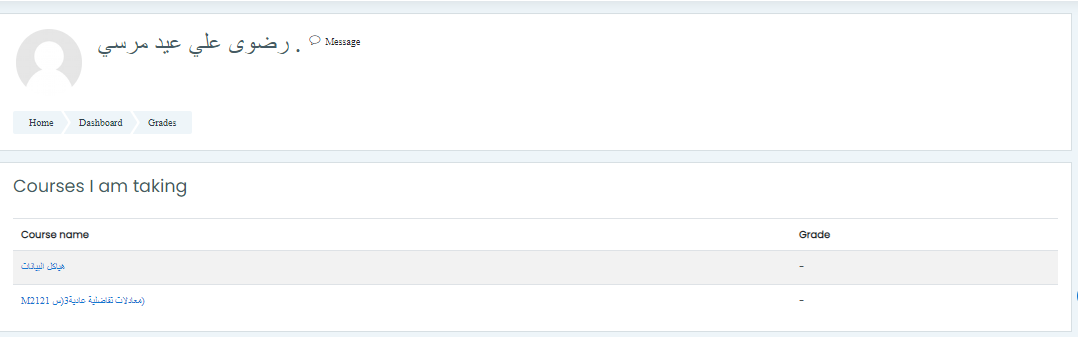 رضوى علي عيد مرسي .
Message
Home Dashboard Grades
Courses I am taking
Course name Grade
هياكل البيانات -
M2121 معادلات تفاضلية عادية3(س) -